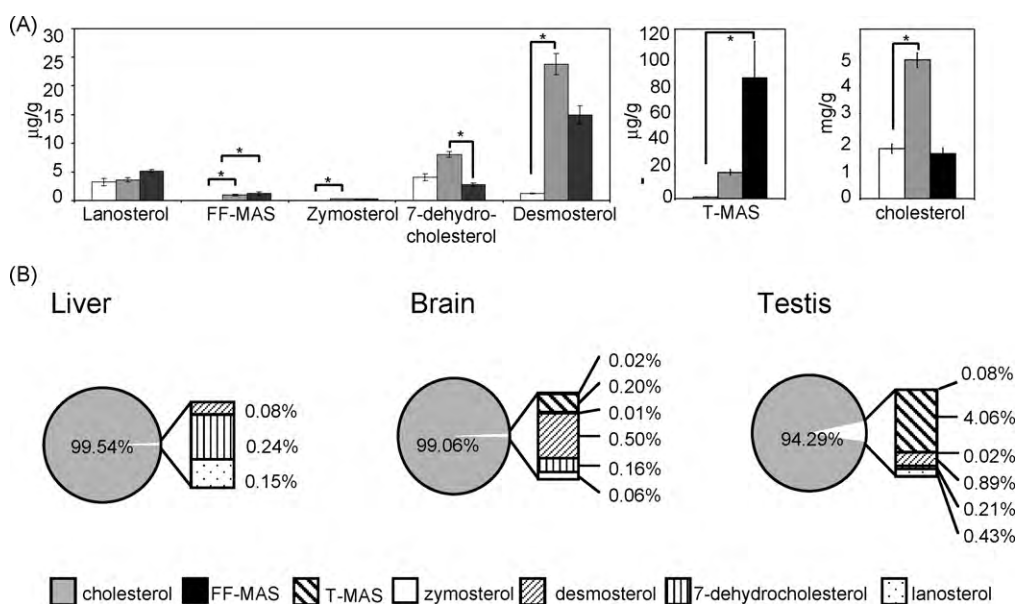 (A)
30
25
20
15
10
5
0
µg/g
*
*
*
*
*
Lanosterol
FF-MAS
Zymosterol
7-dehydro-
cholesterol
Desmosterol
120
100
80
60
40
20
0
µg/g
*
T-MAS
5
4
3
2
1
0
mg/g
*
cholesterol
(B)
Liver
99.54%
0.08%
0.24%
0.15%
Brain
99.06%
0.02%
0.20%
0.01%
0.50%
0.16%
0.06%
Testis
94.29%
0.08%
4.06%
0.02%
0.89%
0.21%
0.43%
cholesterol FF-MAS T-MAS zymosterol desmosterol 7-dehydrocholesterol lanosterol